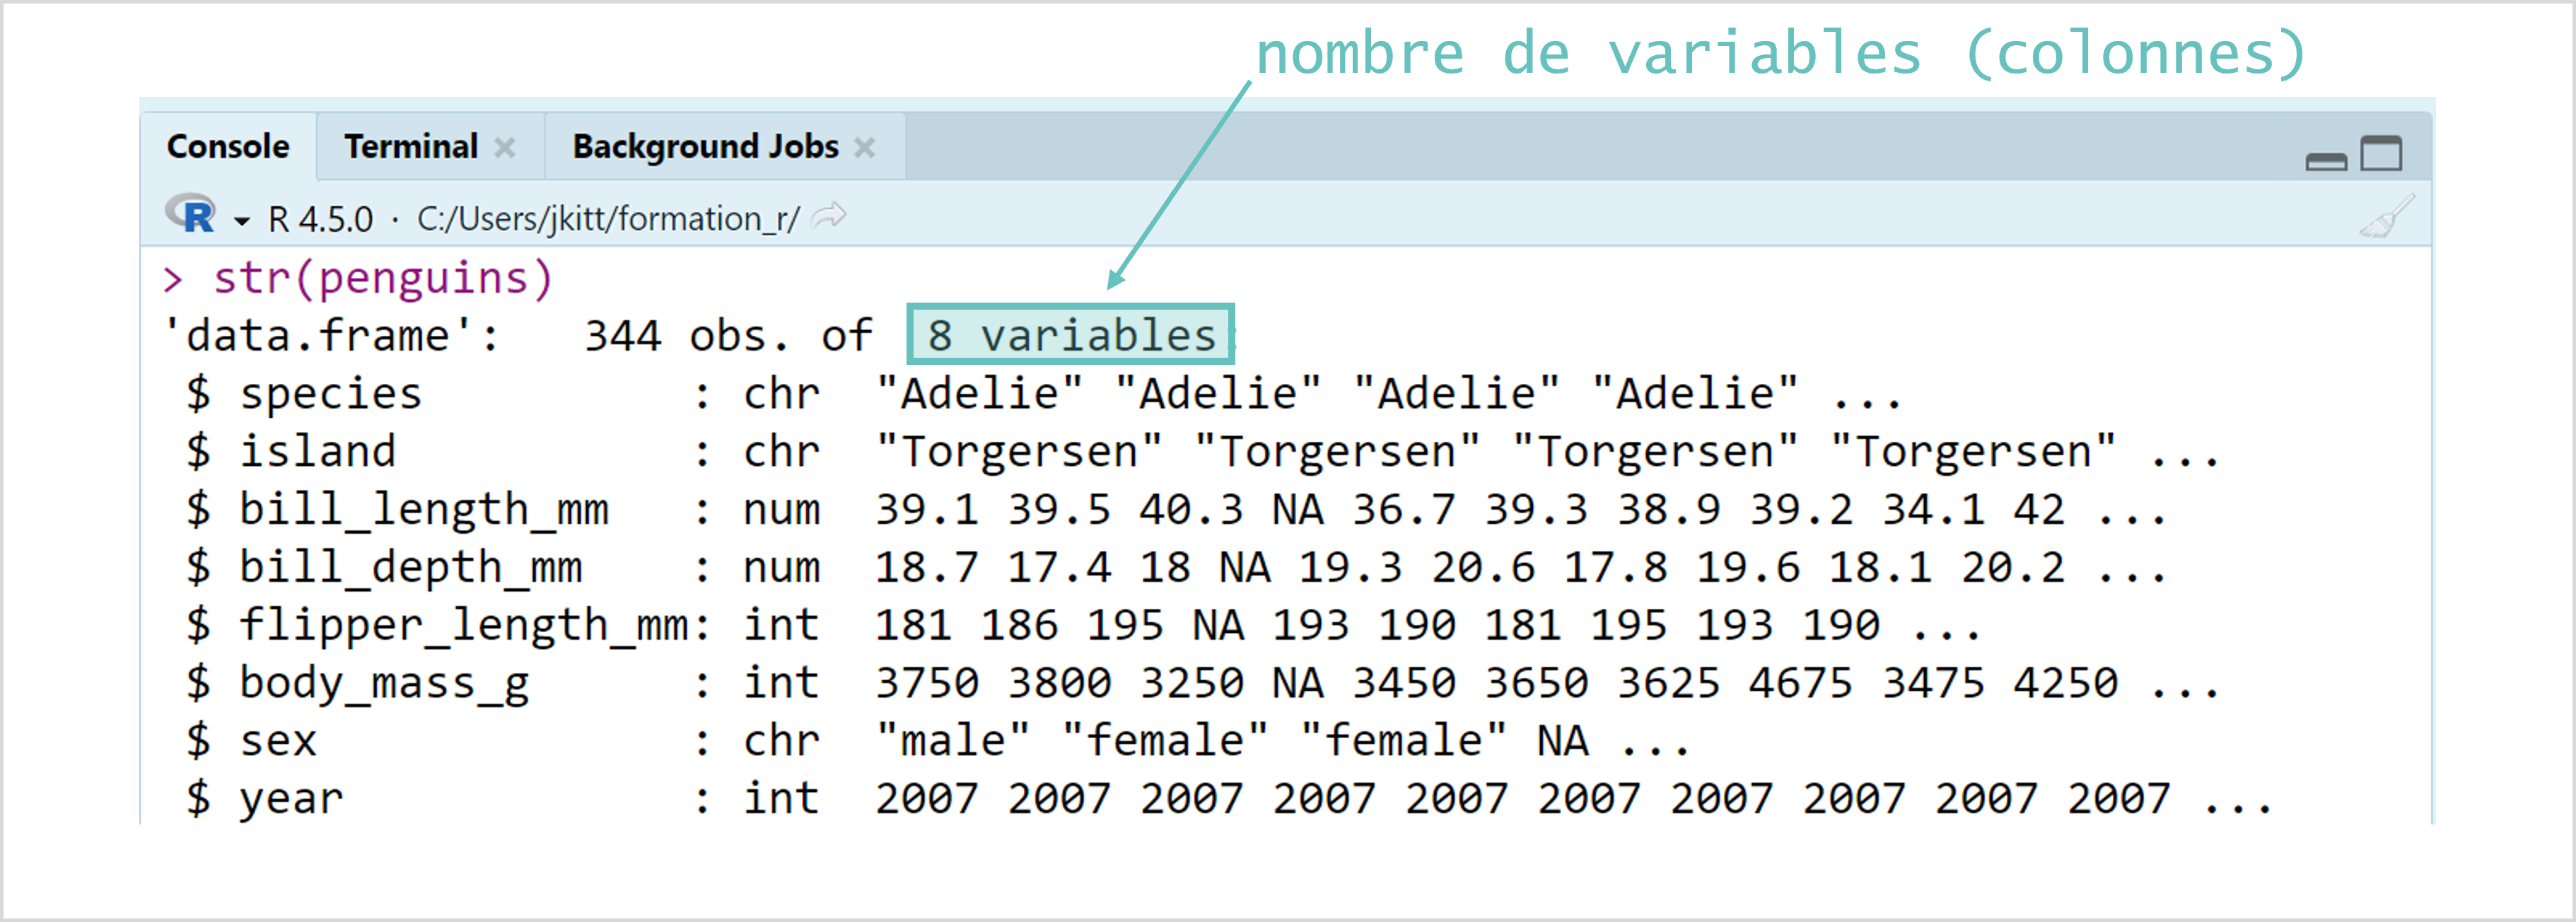 nombre de variables (colonnes)
Console Terminal Background Jobs
R R 4.5.0 · C:/Users/jkitt/formation_r/
> str(penguins)
'data.frame': 344 obs. of 8 variables:
$ species : chr "Adelie" "Adelie" "Adelie" "Adelie" ...
$ island : chr "Torgersen" "Torgersen" "Torgersen" "Torgersen" ...
$ bill_length_mm : num 39.1 39.5 40.3 NA 36.7 39.3 38.9 39.2 34.1 42 ...
$ bill_depth_mm : num 18.7 17.4 18 NA 19.3 20.6 17.8 19.6 18.1 20.2 ...
$ flipper_length_mm: int 181 186 195 NA 193 190 181 195 193 190 ...
$ body_mass_g : int 3750 3800 3250 NA 3450 3650 3625 4675 3475 4250 ...
$ sex : chr "male" "female" "female" NA ...
$ year : int 2007 2007 2007 2007 2007 2007 2007 2007 2007 2007 ...